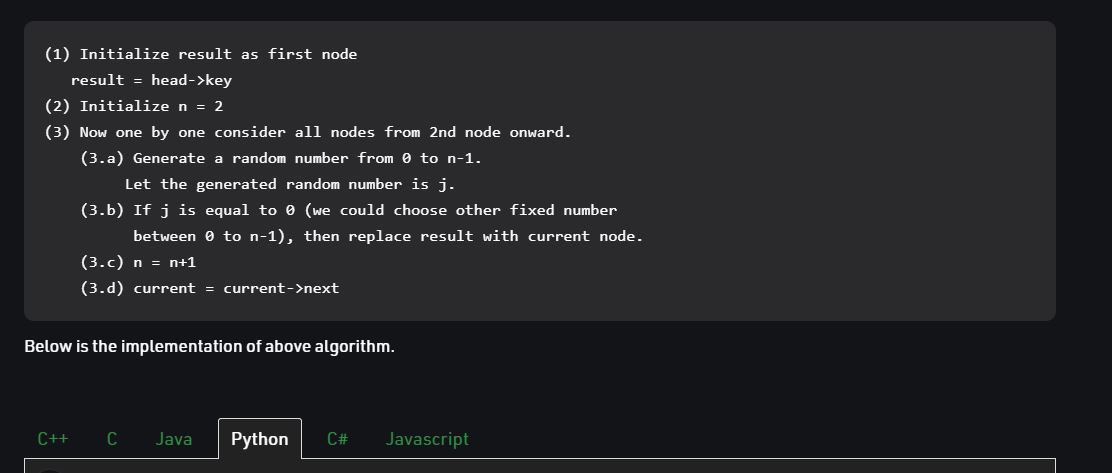 (1) Initialize result as first node
result = head->key
(2) Initialize n = 2
(3) Now one by one consider all nodes from 2nd node onward.
(3.a) Generate a random number from 0 to n-1.
Let the generated random number is j.
(3.b) If j is equal to 0 (we could choose other fixed number
between 0 to n-1), then replace result with current node.
(3.c) n = n+1
(3.d) current = current->next
Below is the implementation of above algorithm.
C++ C Java Python C# Javascript